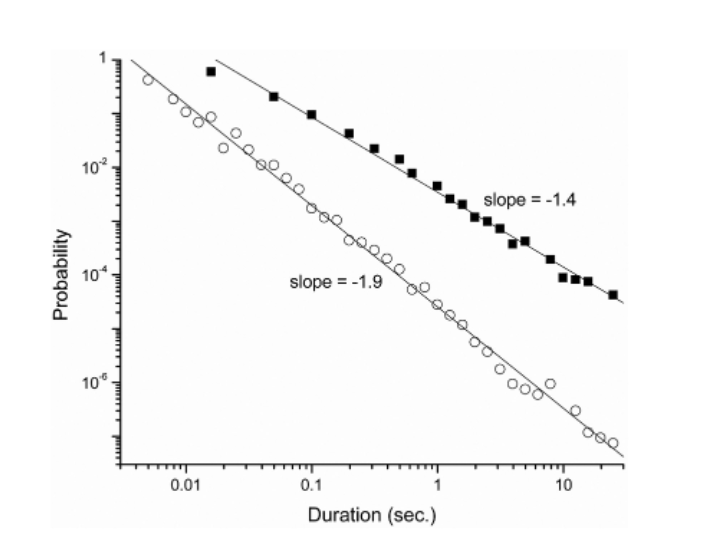 1
10-2
slope = -1.4
Probability
10-4
slope = -1.9
10-6
0.01 0.1 1 10
Duration (sec.)